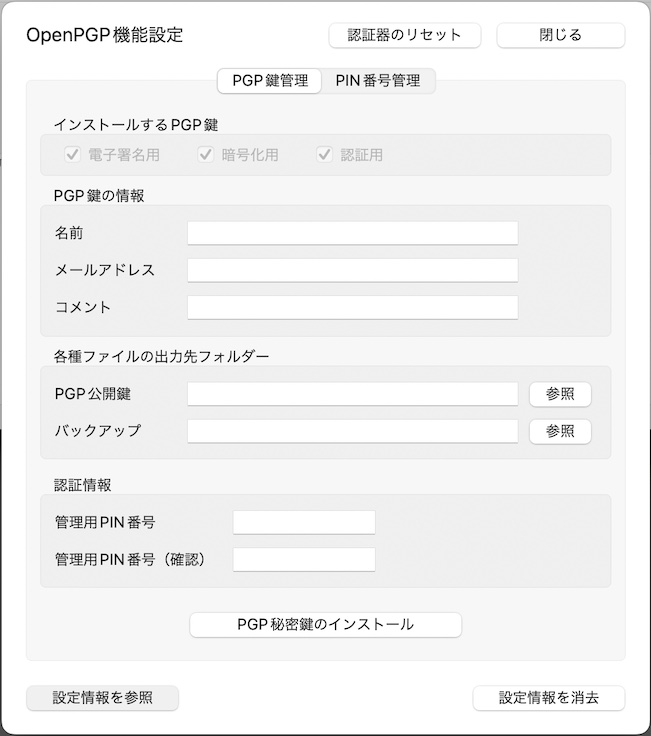 OpenPGP機能設定
認証器のリセット
閉じる
PGP鍵管理
PIN番号管理
インストールするPGP鍵
電子署名用
暗号化用
認証用
PGP鍵の情報
名前
メールアドレス
コメント
各種ファイルの出力先フォルダー
PGP公開鍵
参照
バックアップ
参照
認証情報
管理用PIN番号
管理用PIN番号（確認）
PGP秘密鍵のインストール
設定情報を参照
設定情報を消去